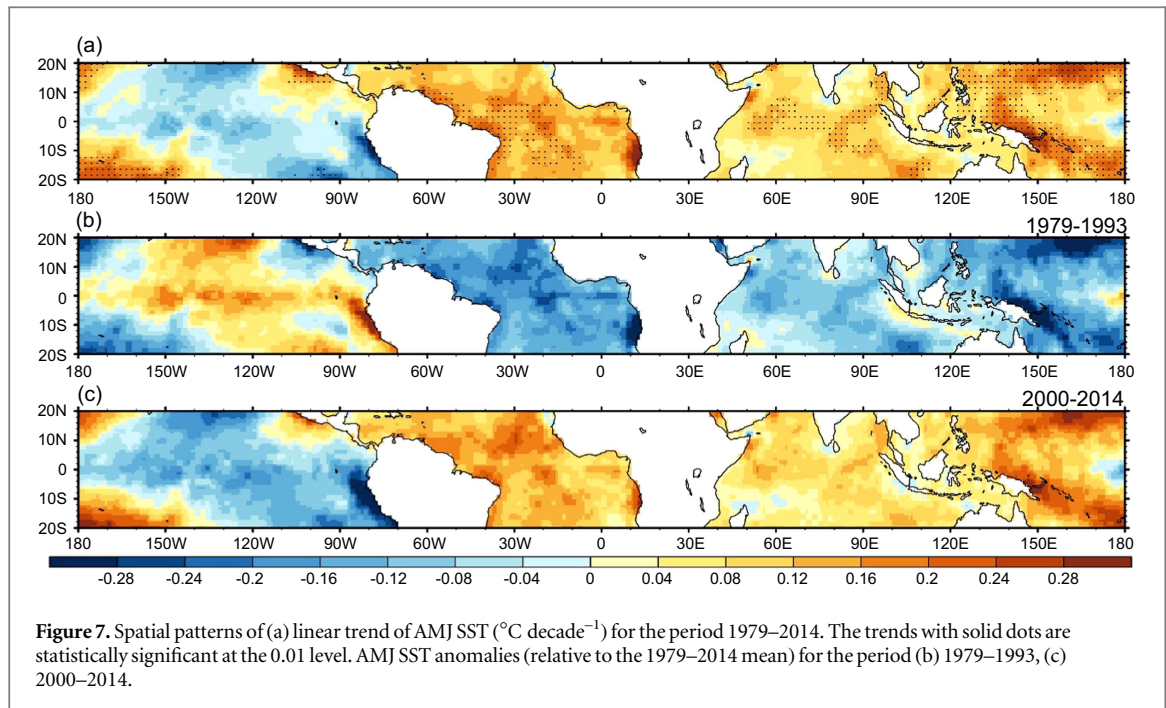 (a)
20N
10N
0
10S
20S
180 150W 120W 90W 60W 30W 0 30E 60E 90E 120E 150E 180
(b) 1979-1993
20N
10N
0
10S
20S
180 150W 120W 90W 60W 30W 0 30E 60E 90E 120E 150E 180
(c) 2000-2014
20N
10N
0
10S
20S
180 150W 120W 90W 60W 30W 0 30E 60E 90E 120E 150E 180
-0.28 -0.24 -0.2 -0.16 -0.12 -0.08 -0.04 0 0.04 0.08 0.12 0.16 0.2 0.24 0.28
Figure 7. Spatial patterns of (a) linear trend of AMJ SST (°C decade⁻¹) for the period 1979–2014. The trends with solid dots are
statistically significant at the 0.01 level. AMJ SST anomalies (relative to the 1979–2014 mean) for the period (b) 1979–1993, (c)
2000–2014.